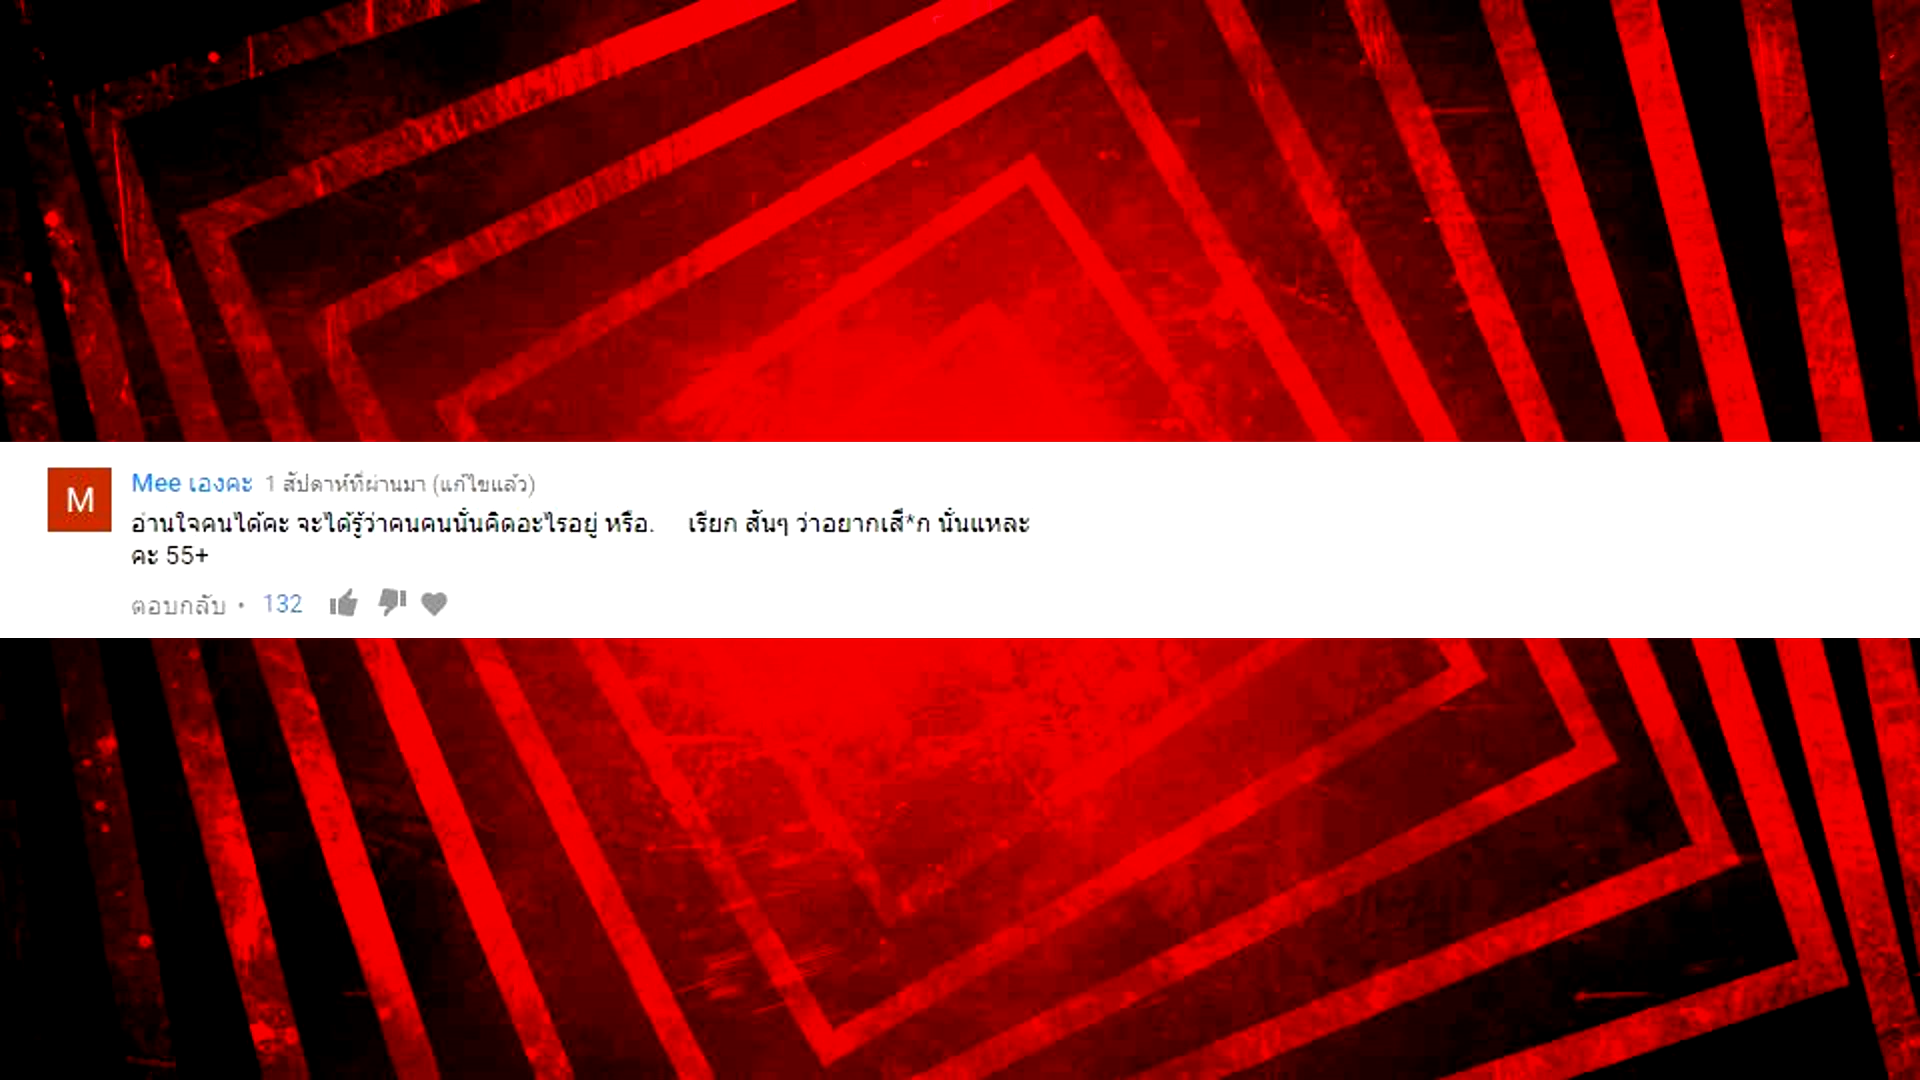 M
Mee เองคะ 1 สัปดาห์ที่ผ่านมา (แก้ไขแล้ว)
อ่านใจคนได้คะ จะได้รู้ว่าคนคนนั่นคิดอะไรอยู่ หรือ. เรียก สั่นๆ ว่าอยากเสื*ก นั่นแหละ
คะ 55+
ตอบกลับ • 132